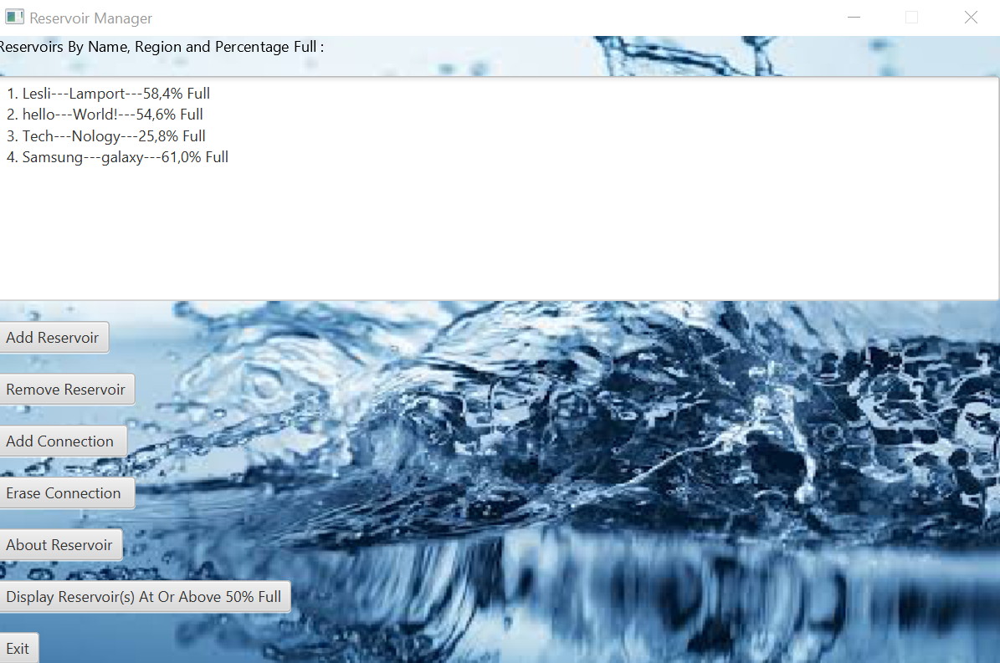 Reservoir Manager
Reservoirs By Name, Region and Percentage Full :
1. Lesli---Lamport---58,4% Full
2. hello---World!---54,6% Full
3. Tech---Nology---25,8% Full
4. Samsung---galaxy---61,0% Full
Add Reservoir
Remove Reservoir
Add Connection
Erase Connection
About Reservoir
Display Reservoir(s) At Or Above 50% Full
Exit